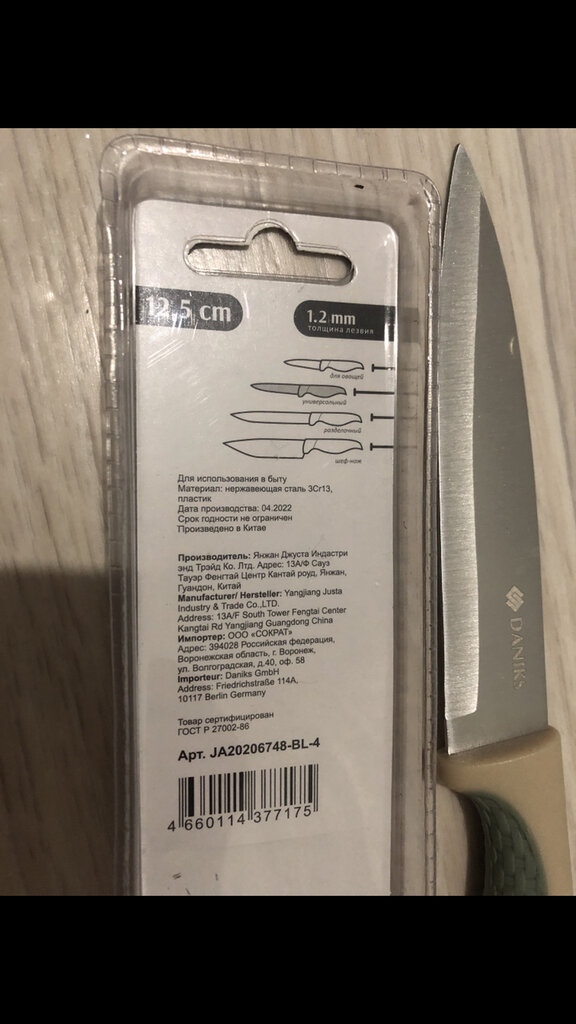 12,5 cm
1.2 mm
толщина лезвия
для овощей
универсальный
разделочный
шеф-нож
Для использования в быту
Материал: нержавеющая сталь 3Cr13,
пластик
Дата производства: 04.2022
Срок годности не ограничен
Произведено в Китае
Производитель: Янжан Джуста Индастри
энд Трэйд Ко. Лтд. Адрес: 13А/Ф Сауз
Тауэр Фенгтай Центр Кантай роуд, Янжан,
Гуандон, Китай
Manufacturer/ Hersteller: Yangjiang Justa
Industry & Trade Co.,LTD.
Address: 13A/F South Tower Fengtai Center
Kangtai Rd Yangjiang Guangdong China
Импортер: ООО «СОКРАТ»
Адрес: 394028 Российская федерация,
Воронежская область, г. Воронеж,
ул. Волгоградская, д.40, оф. 58
Importeur: Daniks GmbH
Address: Friedrichstraße 114A,
10117 Berlin Germany
Товар сертифицирован
ГОСТ Р 27002-86
Арт. JA20206748-BL-4
4 660114 377175
DANIKS